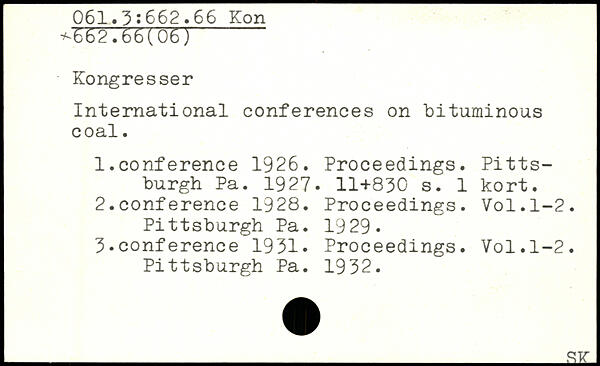 061.3:662.66 Kon
*662.66(06)
Kongresser
International conferences on bituminous
coal.
1.conference 1926. Proceedings. Pitts-
burgh Pa. 1927. 11+830 s. 1 kort.
2.conference 1928. Proceedings. Vol.1-2.
Pittsburgh Pa. 1929.
3.conference 1931. Proceedings. Vol.1-2.
Pittsburgh Pa. 1932.
SK